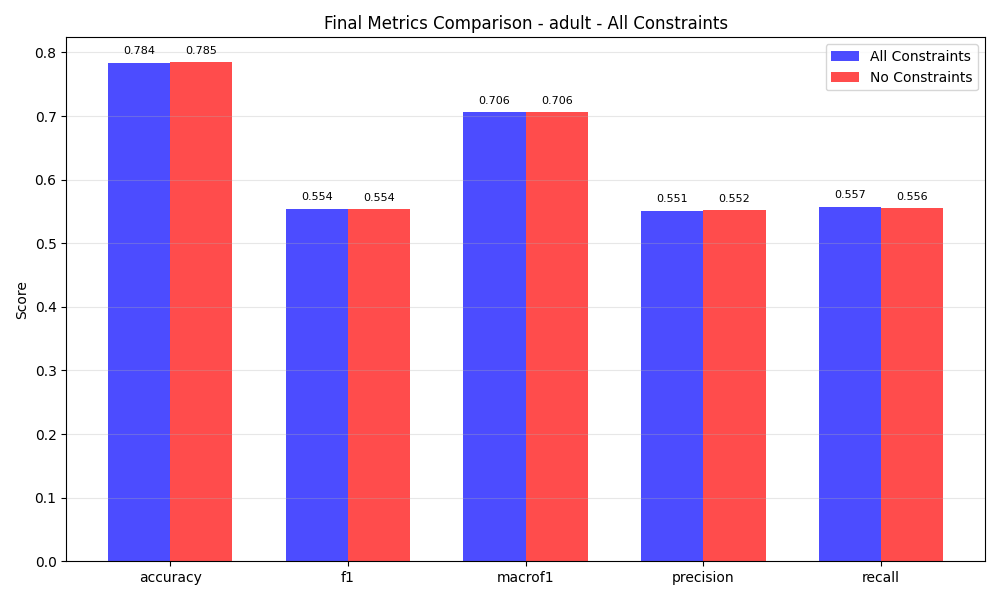 Final Metrics Comparison - adult - All Constraints
All Constraints
No Constraints
0.784
0.785
0.554
0.554
0.706
0.706
0.551
0.552
0.557
0.556
Score
0.8
0.7
0.6
0.5
0.4
0.3
0.2
0.1
0.0
accuracy
f1
macrof1
precision
recall